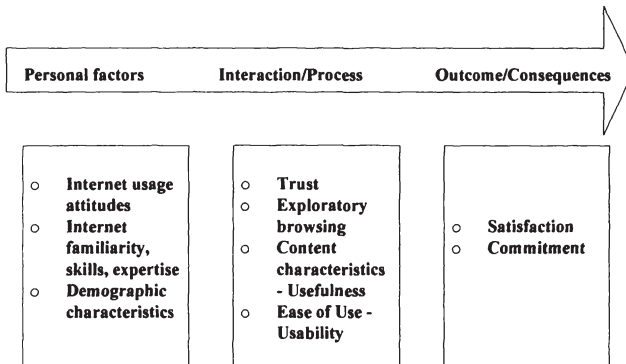 Personal factors Interaction/Process Outcome/Consequences
○ Internet usage
attitudes
○ Internet
familiarity,
skills, expertise
○ Demographic
characteristics
○ Trust
○ Exploratory
browsing
○ Content
characteristics
- Usefulness
○ Ease of Use -
Usability
○ Satisfaction
○ Commitment